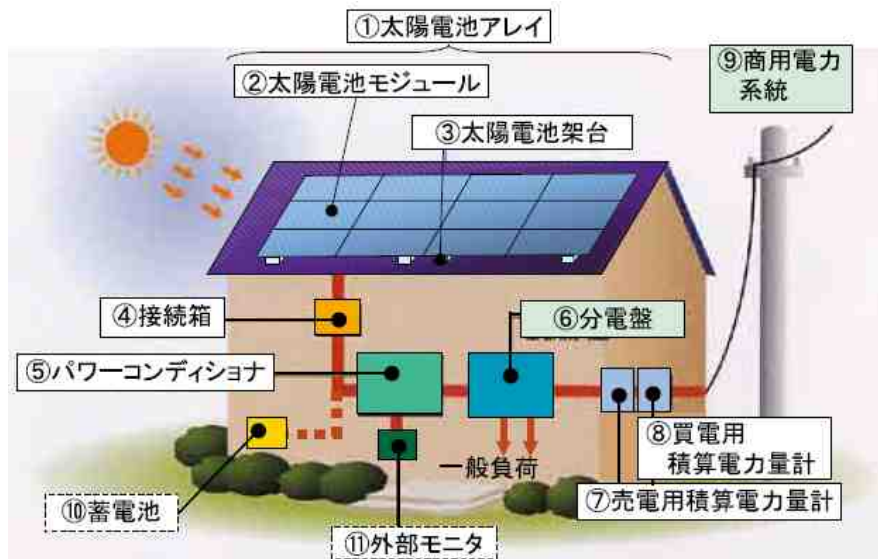 ①太陽電池アレイ
②太陽電池モジュール
③太陽電池架台
⑨商用電力
系統
④接続箱
⑥分電盤
⑤パワーコンディショナ
一般負荷
⑧買電用
積算電力量計
⑦売電用積算電力量計
⑩蓄電池
⑪外部モニタ